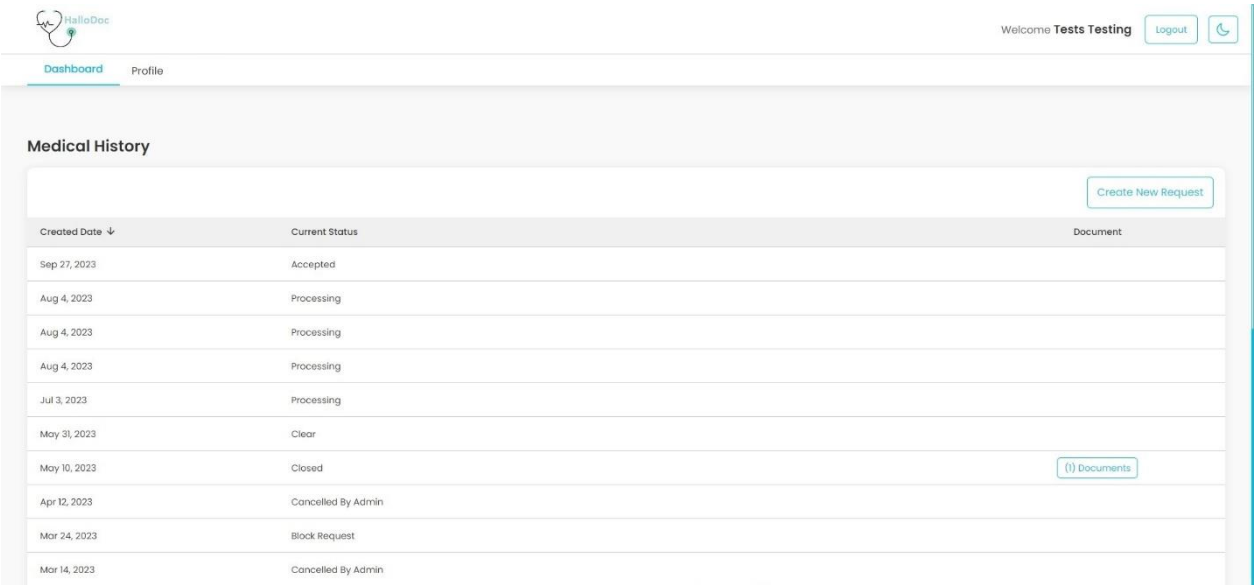 HalloDoc
Welcome Tests Testing Logout
Dashboard Profile
Medical History
Create New Request
Created Date ↓ Current Status Document
Sep 27, 2023 Accepted
Aug 4, 2023 Processing
Aug 4, 2023 Processing
Aug 4, 2023 Processing
Jul 3, 2023 Processing
May 31, 2023 Clear
May 10, 2023 Closed (1) Documents
Apr 12, 2023 Cancelled By Admin
Mar 24, 2023 Block Request
Mar 14, 2023 Cancelled By Admin